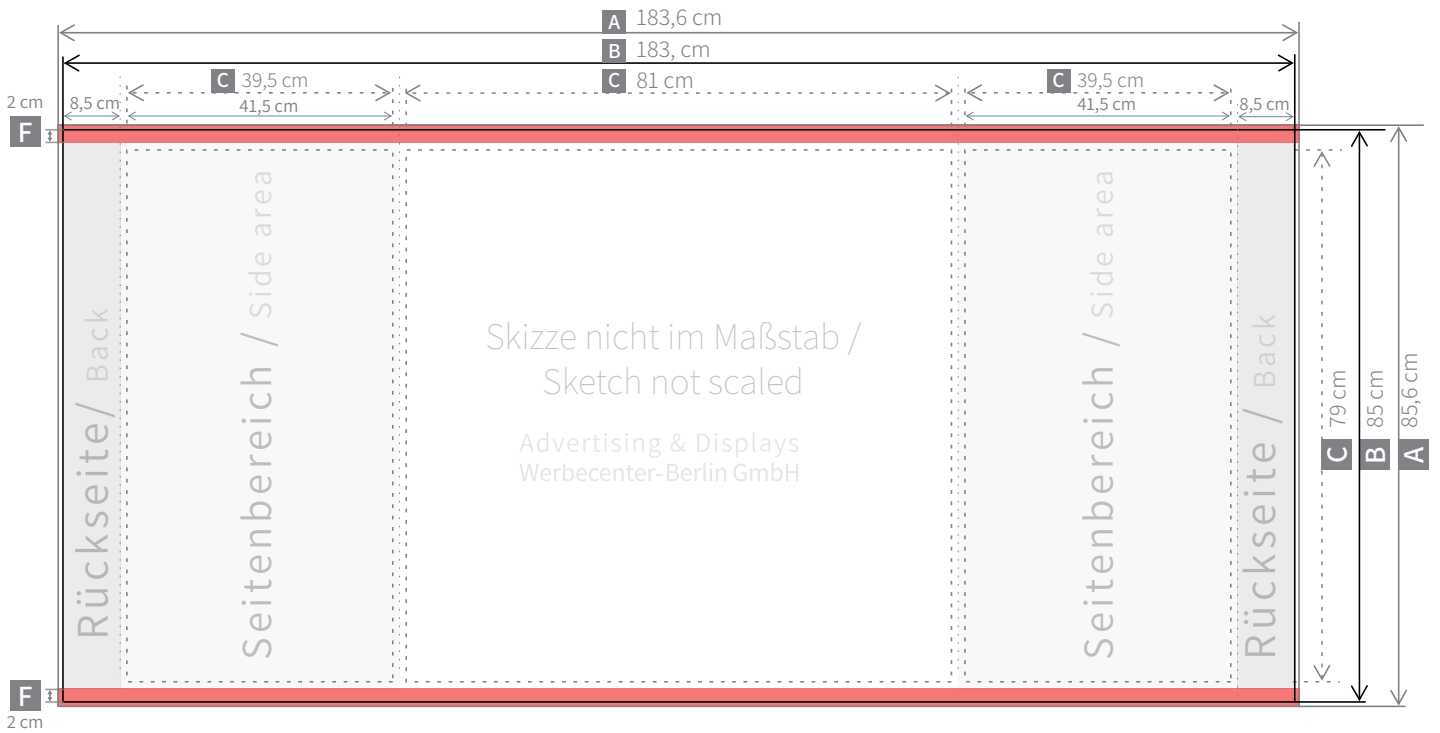 A 183,6 cm
B 183, cm
C 39,5 cm
C 81 cm
C 39,5 cm
2 cm
8,5 cm
41,5 cm
41,5 cm
8,5 cm
F
Rückseite/ Back
Seitenbereich / Side area
Skizze nicht im Maßstab /
Sketch not scaled
Advertising & Displays
Werbecenter-Berlin GmbH
Seitenbereich / Side area
Rückseite / Back
C 79 cm
B 85 cm
A 85,6 cm
F
2 cm